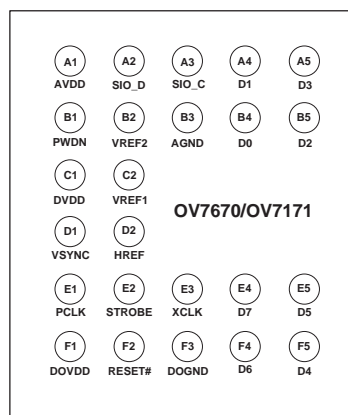 A1 A2 A3 A4 A5
AVDD SIO_D SIO_C D1 D3
B1 B2 B3 B4 B5
PWDN VREF2 AGND D0 D2
C1 C2
DVDD VREF1
OV7670/OV7171
D1 D2
VSYNC HREF
E1 E2 E3 E4 E5
PCLK STROBE XCLK D7 D5
F1 F2 F3 F4 F5
DOVDD RESET# DOGND D6 D4